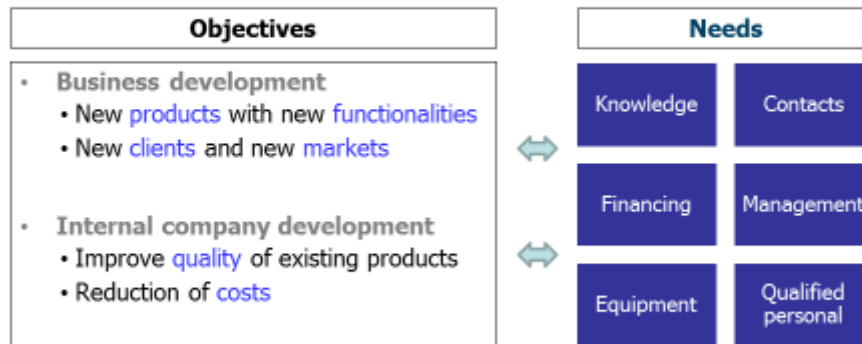 Objectives
• Business development
• New products with new functionalities
• New clients and new markets
• Internal company development
• Improve quality of existing products
• Reduction of costs
Needs
Knowledge
Contacts
Financing
Management
Equipment
Qualified
personal